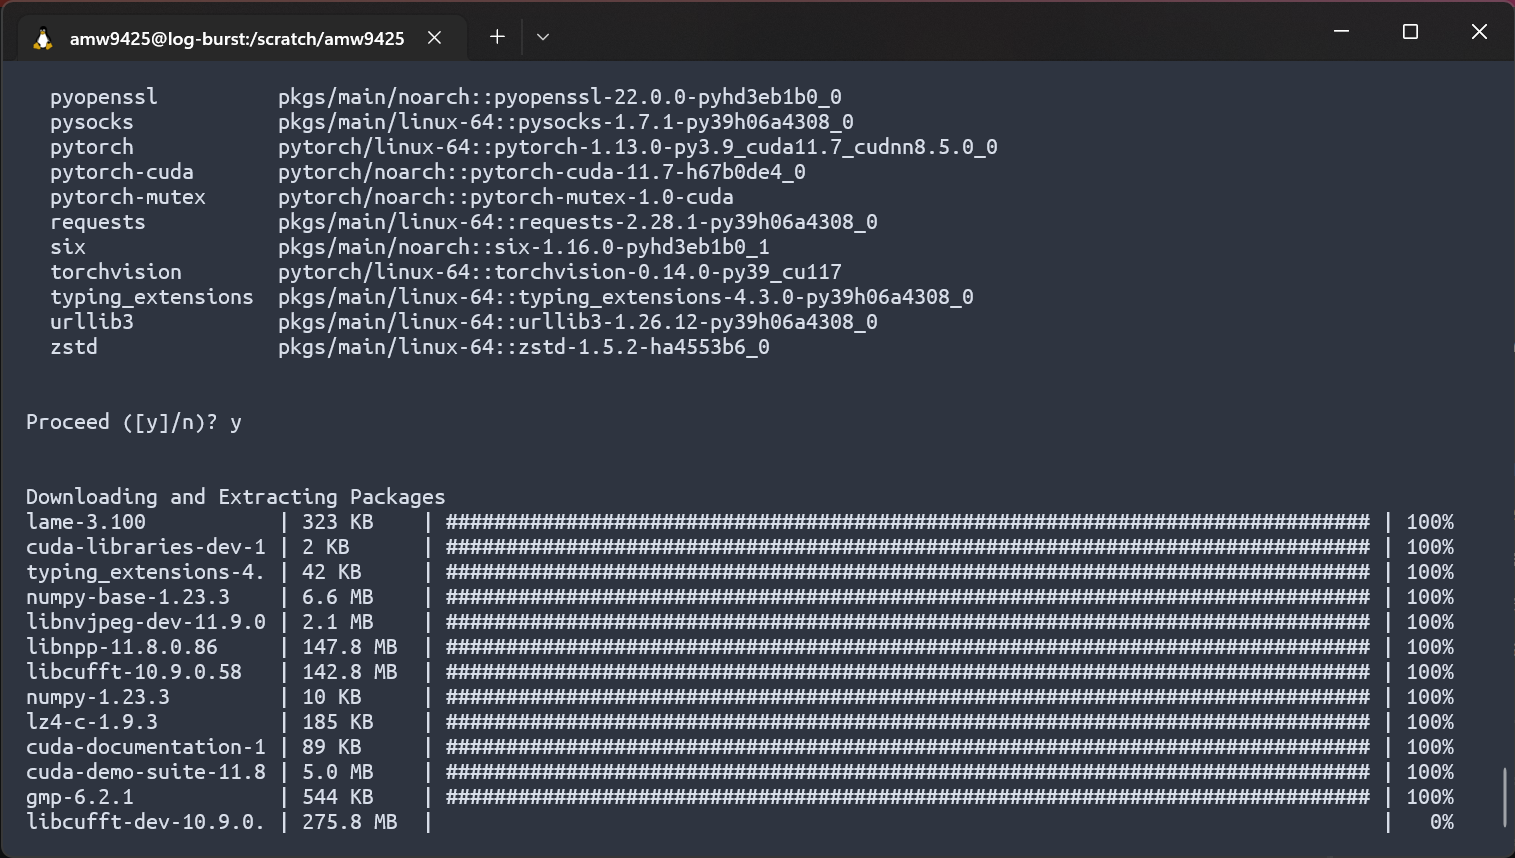 amw9425@log-burst:/scratch/amw9425
pyopenssl pkgs/main/noarch::pyopenssl-22.0.0-pyhd3eb1b0_0
pysocks pkgs/main/linux-64::pysocks-1.7.1-py39h06a4308_0
pytorch pytorch/linux-64::pytorch-1.13.0-py3.9_cuda11.7_cudnn8.5.0_0
pytorch-cuda pytorch/noarch::pytorch-cuda-11.7-h67b0de4_0
pytorch-mutex pytorch/noarch::pytorch-mutex-1.0-cuda
requests pkgs/main/linux-64::requests-2.28.1-py39h06a4308_0
six pkgs/main/noarch::six-1.16.0-pyhd3eb1b0_1
torchvision pytorch/linux-64::torchvision-0.14.0-py39_cu117
typing_extensions pkgs/main/linux-64::typing_extensions-4.3.0-py39h06a4308_0
urllib3 pkgs/main/linux-64::urllib3-1.26.12-py39h06a4308_0
zstd pkgs/main/linux-64::zstd-1.5.2-ha4553b6_0
Proceed ([y]/n)? y
Downloading and Extracting Packages
lame-3.100 | 323 KB | ############################################################################# | 100%
cuda-libraries-dev-1 | 2 KB | ############################################################################# | 100%
typing_extensions-4. | 42 KB | ############################################################################# | 100%
numpy-base-1.23.3 | 6.6 MB | ############################################################################# | 100%
libnvjpeg-dev-11.9.0 | 2.1 MB | ############################################################################# | 100%
libnpp-11.8.0.86 | 147.8 MB | ############################################################################# | 100%
libcufft-10.9.0.58 | 142.8 MB | ############################################################################# | 100%
numpy-1.23.3 | 10 KB | ############################################################################# | 100%
lz4-c-1.9.3 | 185 KB | ############################################################################# | 100%
cuda-documentation-1 | 89 KB | ############################################################################# | 100%
cuda-demo-suite-11.8 | 5.0 MB | ############################################################################# | 100%
gmp-6.2.1 | 544 KB | ############################################################################# | 100%
libcufft-dev-10.9.0. | 275.8 MB | | 0%